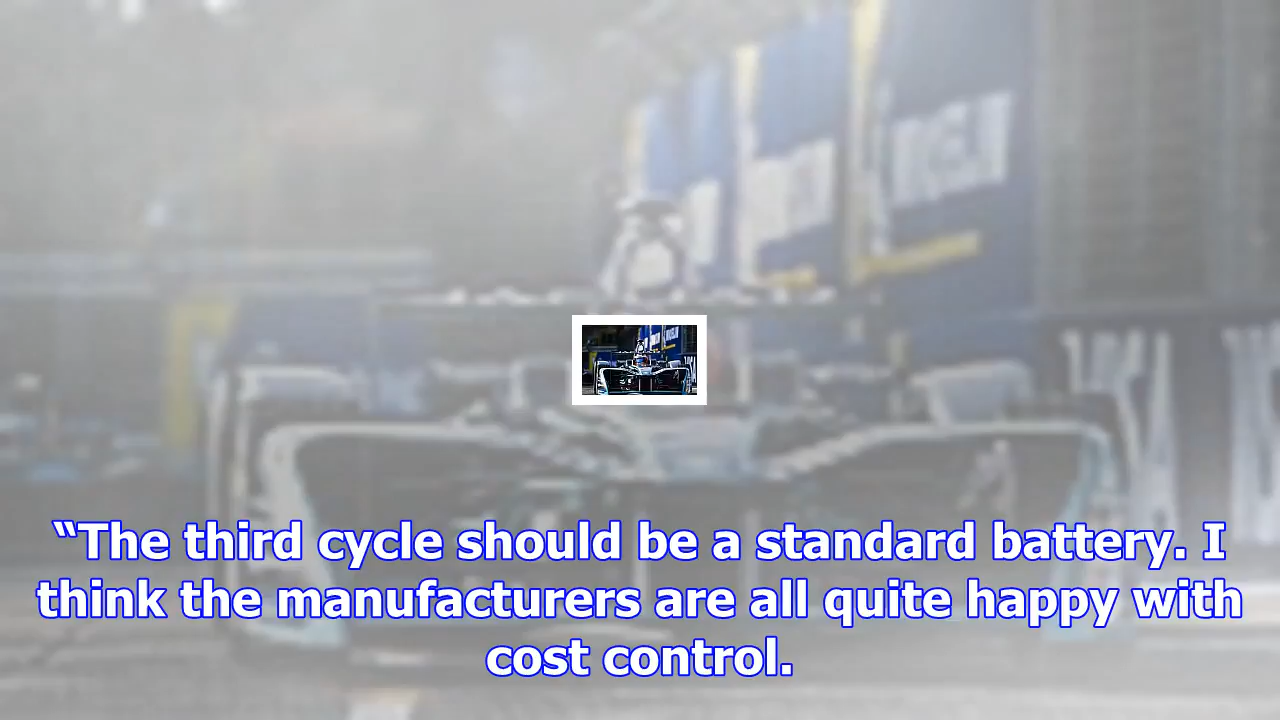 “The third cycle should be a standard battery. I
think the manufacturers are all quite happy with
cost control.